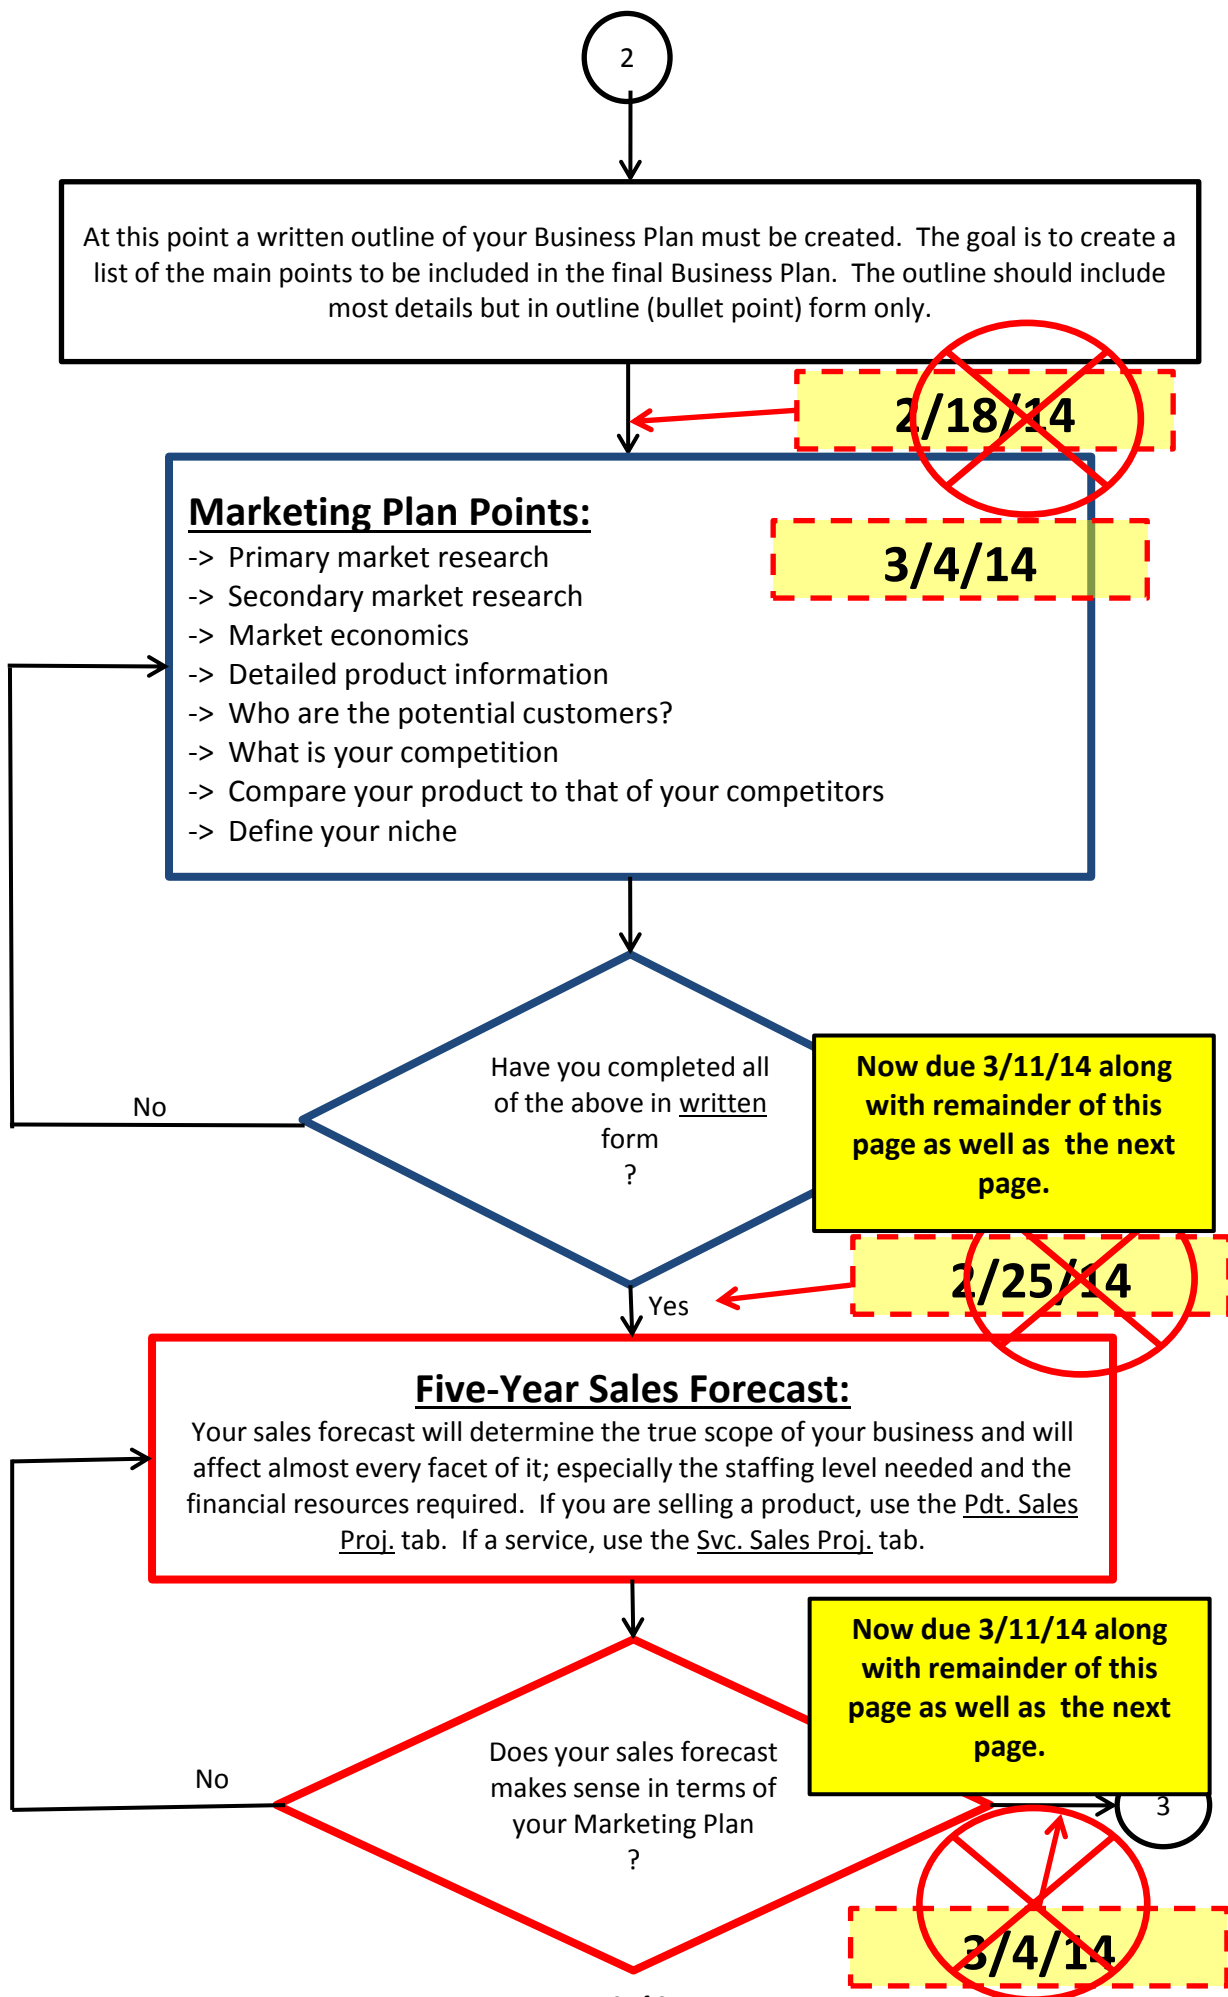 2
At this point a written outline of your Business Plan must be created.  The goal is to create a
list of the main points to be included in the final Business Plan.  The outline should include
most details but in outline (bullet point) form only.
2/18/14
Marketing Plan Points:
3/4/14
->  Primary market research
->  Secondary market research
->  Market economics
->  Detailed product information
->  Who are the potential customers?
->  What is your competition
->  Compare your product to that of your competitors
->  Define your niche
Have you completed all
of the above in written
form
?
No
Now due 3/11/14 along
with remainder of this
page as well as  the next
page.
2/25/14
Yes
Five-Year Sales Forecast:
Your sales forecast will determine the true scope of your business and will
affect almost every facet of it; especially the staffing level needed and the
financial resources required.  If you are selling a product, use the Pdt. Sales
Proj. tab.  If a service, use the Svc. Sales Proj. tab.
Now due 3/11/14 along
with remainder of this
page as well as  the next
page.
Does your sales forecast
makes sense in terms of
your Marketing Plan
?
No
3
3/4/14